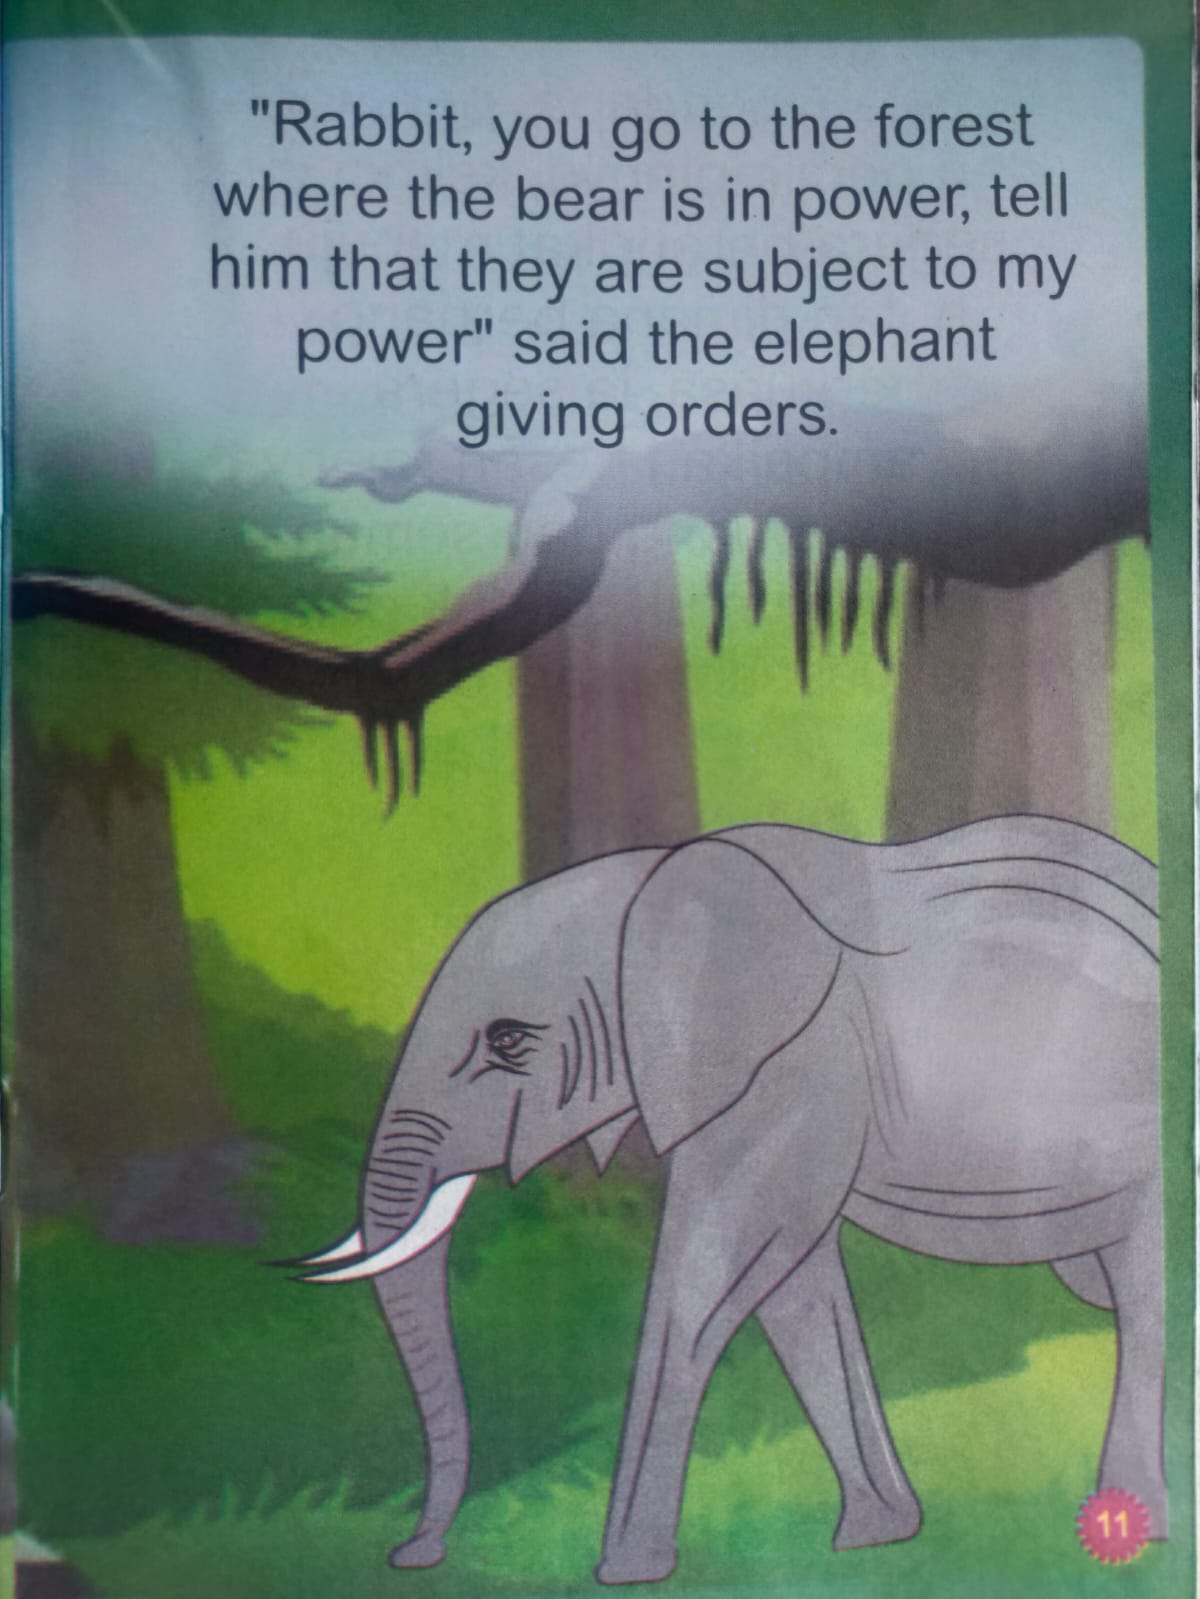 "Rabbit, you go to the forest
where the bear is in power, tell
him that they are subject to my
power" said the elephant
giving orders.
11